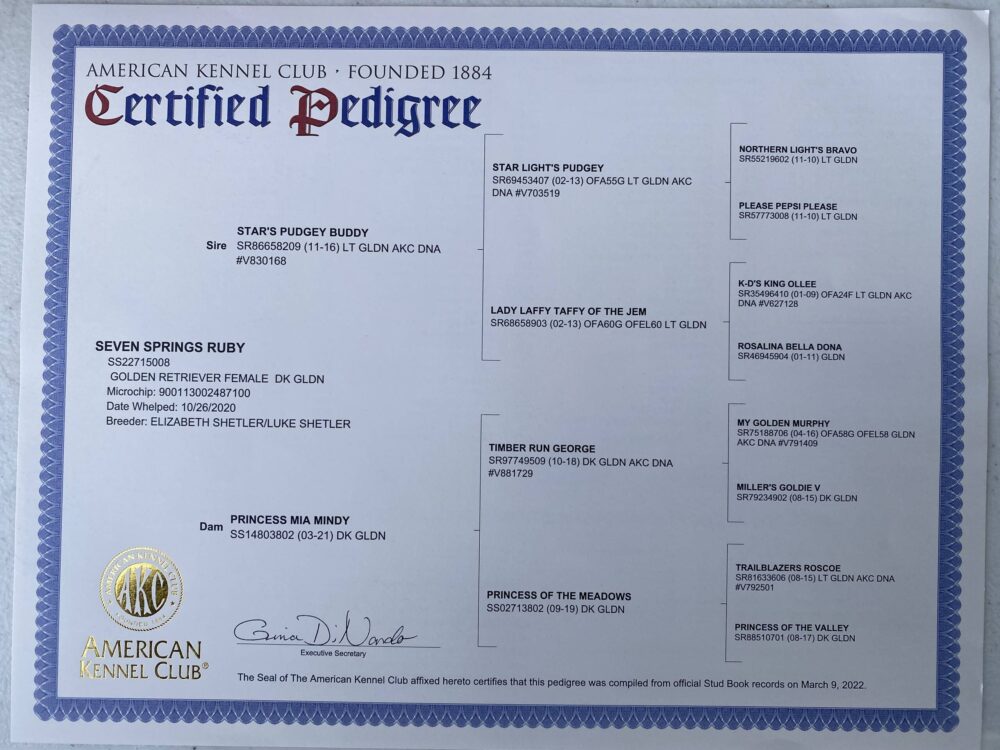 AMERICAN KENNEL CLUB · FOUNDED 1884
Certified Pedigree
NORTHERN LIGHT'S BRAVO
SR55219602 (11-10) LT GLDN
STAR LIGHT'S PUDGEY
SR69453407 (02-13) OFA55G LT GLDN AKC
DNA #V703519
PLEASE PEPSI PLEASE
SR57773008 (11-10) LT GLDN
STAR'S PUDGEY BUDDY
Sire SR86658209 (11-16) LT GLDN AKC DNA
#V830168
K-D'S KING OLLEE
SR35496410 (01-09) OFA24F LT GLDN AKC
DNA #V627128
LADY LAFFY TAFFY OF THE JEM
SR68658903 (02-13) OFA60G OFEL60 LT GLDN
ROSALINA BELLA DONA
SR46945904 (01-11) GLDN
SEVEN SPRINGS RUBY
SS22715008
GOLDEN RETRIEVER FEMALE DK GLDN
Microchip: 900113002487100
Date Whelped: 10/26/2020
Breeder: ELIZABETH SHETLER/LUKE SHETLER
MY GOLDEN MURPHY
SR75188706 (04-16) OFA58G OFEL58 GLDN
AKC DNA #V791409
TIMBER RUN GEORGE
SR97749509 (10-18) DK GLDN AKC DNA
#V881729
MILLER'S GOLDIE V
SR79234902 (08-15) DK GLDN
PRINCESS MIA MINDY
Dam SS14803802 (03-21) DK GLDN
TRAILBLAZERS ROSCOE
SR81633606 (08-15) LT GLDN AKC DNA
#V792501
PRINCESS OF THE MEADOWS
SS02713802 (09-19) DK GLDN
PRINCESS OF THE VALLEY
SR88510701 (08-17) DK GLDN
AMERICAN KENNEL CLUB
AKC
FOUNDED 1884
AMERICAN
KENNEL CLUB®
Gina DiNardo
Executive Secretary
The Seal of The American Kennel Club affixed hereto certifies that this pedigree was compiled from official Stud Book records on March 9, 2022.